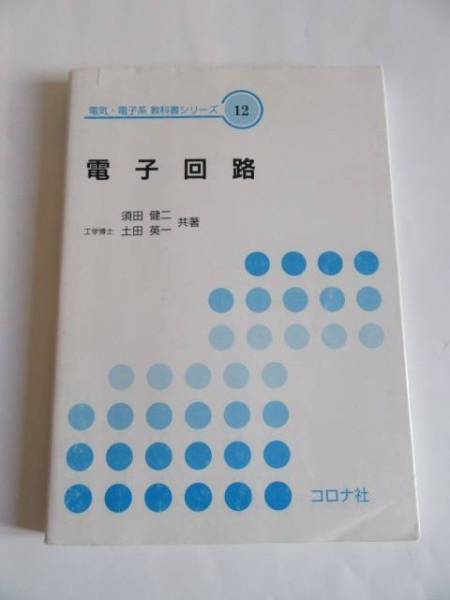 電気・電子系 教科書シリーズ 12
電子回路
須田 健二
工学博士 土田 英一 共著
コロナ社